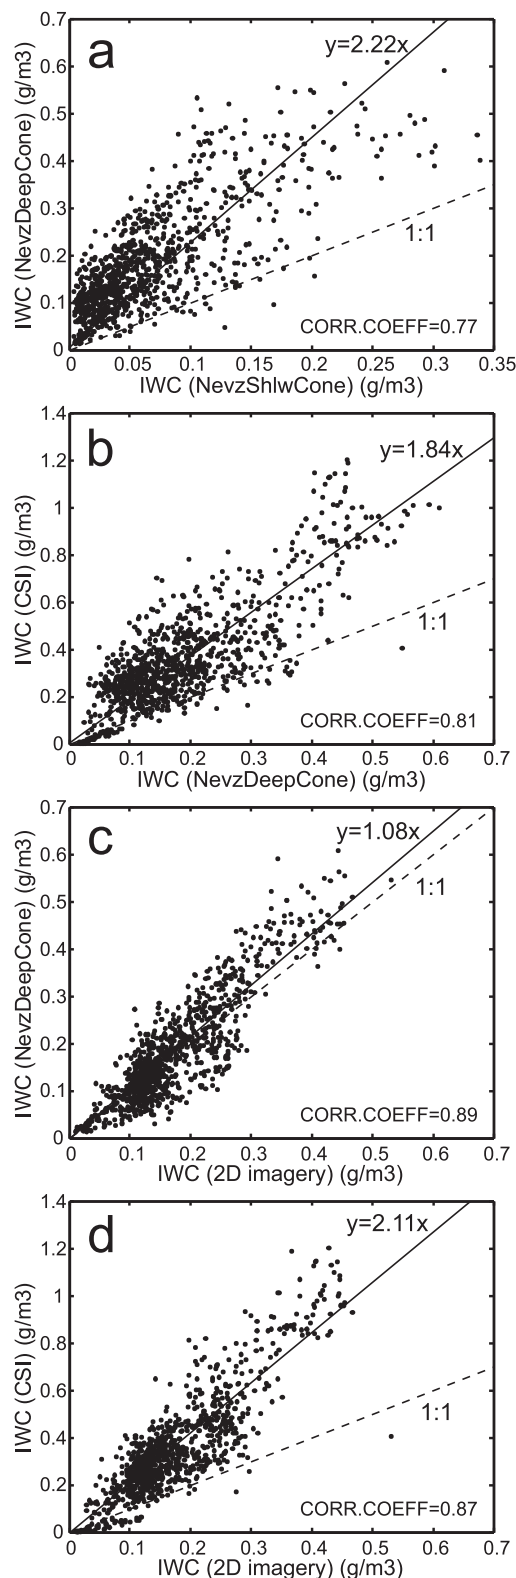 a
y=2.22x
0.7
0.6
0.5
0.4
0.3
0.2
0.1
0
IWC (NevzDeepCone) (g/m3)
1:1
CORR.COEFF=0.77
0 0.05 0.1 0.15 0.2 0.25 0.3 0.35
IWC (NevzShlwCone) (g/m3)
b
y=1.84x
1.4
1.2
1
0.8
0.6
0.4
0.2
0
IWC (CSI) (g/m3)
1:1
CORR.COEFF=0.81
0 0.1 0.2 0.3 0.4 0.5 0.6 0.7
IWC (NevzDeepCone) (g/m3)
c
y=1.08x
0.7
0.6
0.5
0.4
0.3
0.2
0.1
0
IWC (NevzDeepCone) (g/m3)
1:1
CORR.COEFF=0.89
0 0.1 0.2 0.3 0.4 0.5 0.6 0.7
IWC (2D imagery) (g/m3)
d
y=2.11x
1.4
1.2
1
0.8
0.6
0.4
0.2
0
IWC (CSI) (g/m3)
1:1
CORR.COEFF=0.87
0 0.1 0.2 0.3 0.4 0.5 0.6 0.7
IWC (2D imagery) (g/m3)